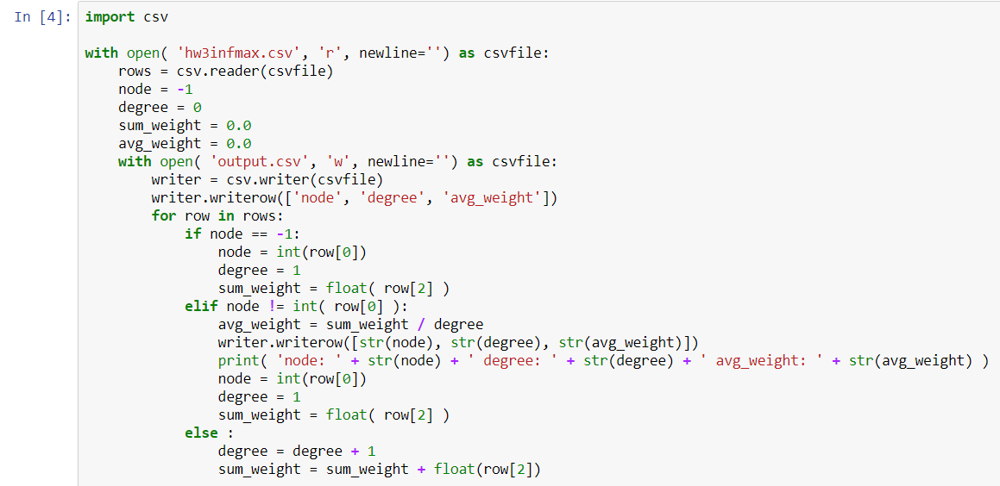 In [4]: import csv
with open( 'hw3infmax.csv', 'r', newline='') as csvfile:
    rows = csv.reader(csvfile)
    node = -1
    degree = 0
    sum_weight = 0.0
    avg_weight = 0.0
    with open( 'output.csv', 'w', newline='') as csvfile:
        writer = csv.writer(csvfile)
        writer.writerow(['node', 'degree', 'avg_weight'])
        for row in rows:
            if node == -1:
                node = int(row[0])
                degree = 1
                sum_weight = float( row[2] )
            elif node != int( row[0] ):
                avg_weight = sum_weight / degree
                writer.writerow([str(node), str(degree), str(avg_weight)])
                print( 'node: ' + str(node) + ' degree: ' + str(degree) + ' avg_weight: ' + str(avg_weight) )
                node = int(row[0])
                degree = 1
                sum_weight = float( row[2] )
            else :
                degree = degree + 1
                sum_weight = sum_weight + float(row[2])